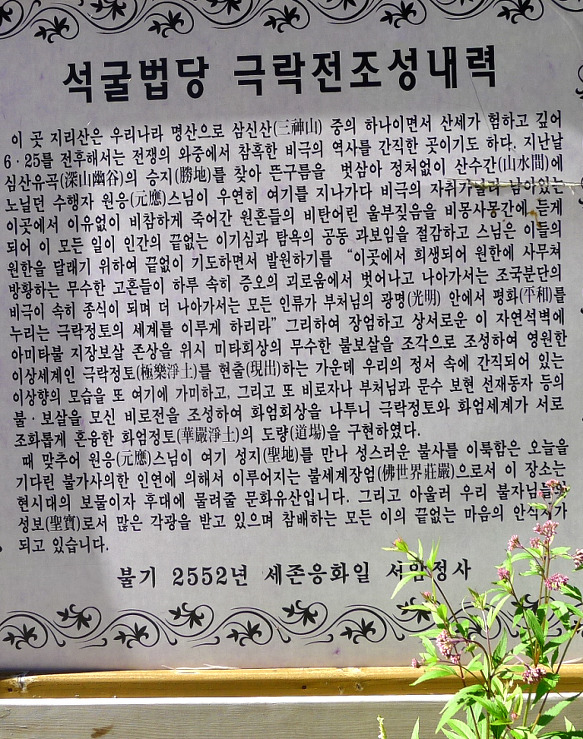 석굴법당 극락전조성내력
이 곳 지리산은 우리나라 명산으로 삼신산(三神山) 중의 하나이면서 산세가 험하고 깊어
6·25를 전후해서는 전쟁의 와중에서 참혹한 비극의 역사를 간직한 곳이기도 하다. 지난날
심산유곡(深山幽谷)의 승지(勝地)를 찾아 뜬구름을 벗삼아 정처없이 산수간(山水間)에
노닐던 수행자 원응(元應)스님이 우연히 여기를 지나가다 비극의 자취가
이곳에서 이유없이 비참하게 죽어간 원혼들의 비탄어린 울부짖음을 비몽사몽간에 듣게
되어 이 모든 일이 인간의 끝없는 이기심과 탐욕의 공동 과보임을 절감하고 스님은 이들의
원한을 달래기 위하여 끝없이 기도하면서 발원하기를 “이곳에서 희생되어 원한에 사무쳐
방황하는 무수한 고혼들이 하루 속히 증오의 괴로움에서 벗어나고 나아가서는 조국분단의
비극이 속히 종식이 되며 더 나아가서는 모든 인류가 부처님의 광명(光明) 안에서 평화(平和)를
누리는 극락정토의 세계를 이루게 하리라” 그리하여 장엄하고 상서로운 이 자연석벽에
아미타불 지장보살 존상을 위시 미타회상의 무수한 불보살을 조각으로 조성하여 영원한
이상세계인 극락정토(極樂淨土)를 현출(現出)하는 가운데 우리의 정서 속에 간직되어 있는
이상향의 모습을 또 여기에 가미하고, 그리고 또 비로자나 부처님과 문수 보현 선재동자 등의
불·보살을 모신 비로전을 조성하여 화엄회상을 나투니 극락정토와 화엄세계가 서로
조화롭게 혼융한 화엄정토(華嚴淨土)의 도량(道場)을 구현하였다.
때 맞추어 원응(元應)스님이 여기 성지(聖地)를 만나 성스러운 불사를 이룩함은 오늘을
기다린 불가사의한 인연에 의해서 이루어지는 불세계장엄(佛世界莊嚴)으로서 이 장소는
현시대의 보물이자 후대에 물려줄 문화유산입니다. 그리고 아울러 우리 불자님들의
성보(聖寶)로서 많은 각광을 받고 있으며 참배하는 모든 이의 끝없는 마음의 안식처가
되고 있습니다.
불기 2552년 세존응화일 서암정사